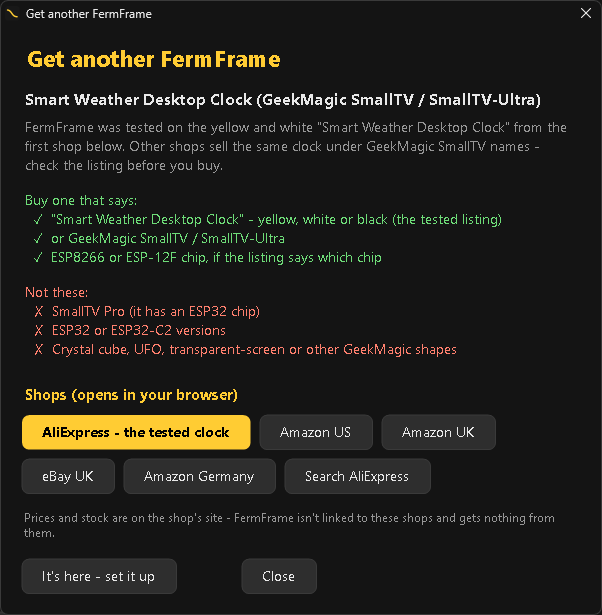 Get another FermFrame
Get another FermFrame
Smart Weather Desktop Clock (GeekMagic SmallTV / SmallTV-Ultra)
FermFrame was tested on the yellow and white "Smart Weather Desktop Clock" from the
first shop below. Other shops sell the same clock under GeekMagic SmallTV names -
check the listing before you buy.
Buy one that says:
✓ "Smart Weather Desktop Clock" - yellow, white or black (the tested listing)
✓ or GeekMagic SmallTV / SmallTV-Ultra
✓ ESP8266 or ESP-12F chip, if the listing says which chip
Not these:
✗ SmallTV Pro (it has an ESP32 chip)
✗ ESP32 or ESP32-C2 versions
✗ Crystal cube, UFO, transparent-screen or other GeekMagic shapes
Shops (opens in your browser)
AliExpress - the tested clock
Amazon US
Amazon UK
eBay UK
Amazon Germany
Search AliExpress
Prices and stock are on the shop's site - FermFrame isn't linked to these shops and gets nothing from
them.
It's here - set it up
Close